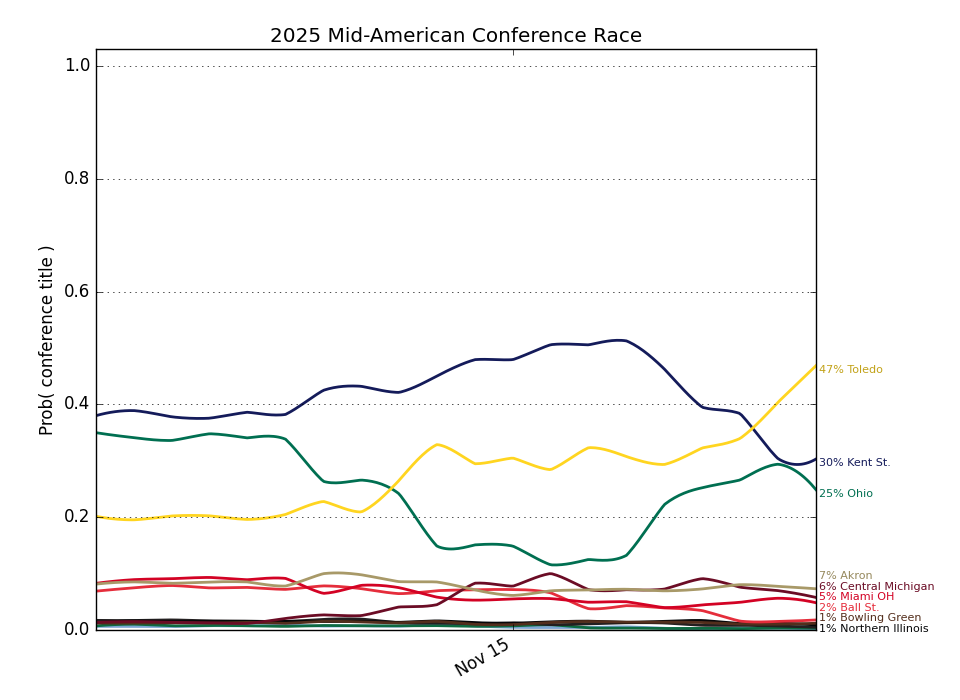 2025 Mid-American Conference Race
Prob( conference title )
1.0
0.8
0.6
0.4
0.2
0.0
Nov 15
47% Toledo
30% Kent St.
25% Ohio
7% Akron
6% Central Michigan
5% Miami OH
2% Ball St.
1% Bowling Green
1% Northern Illinois